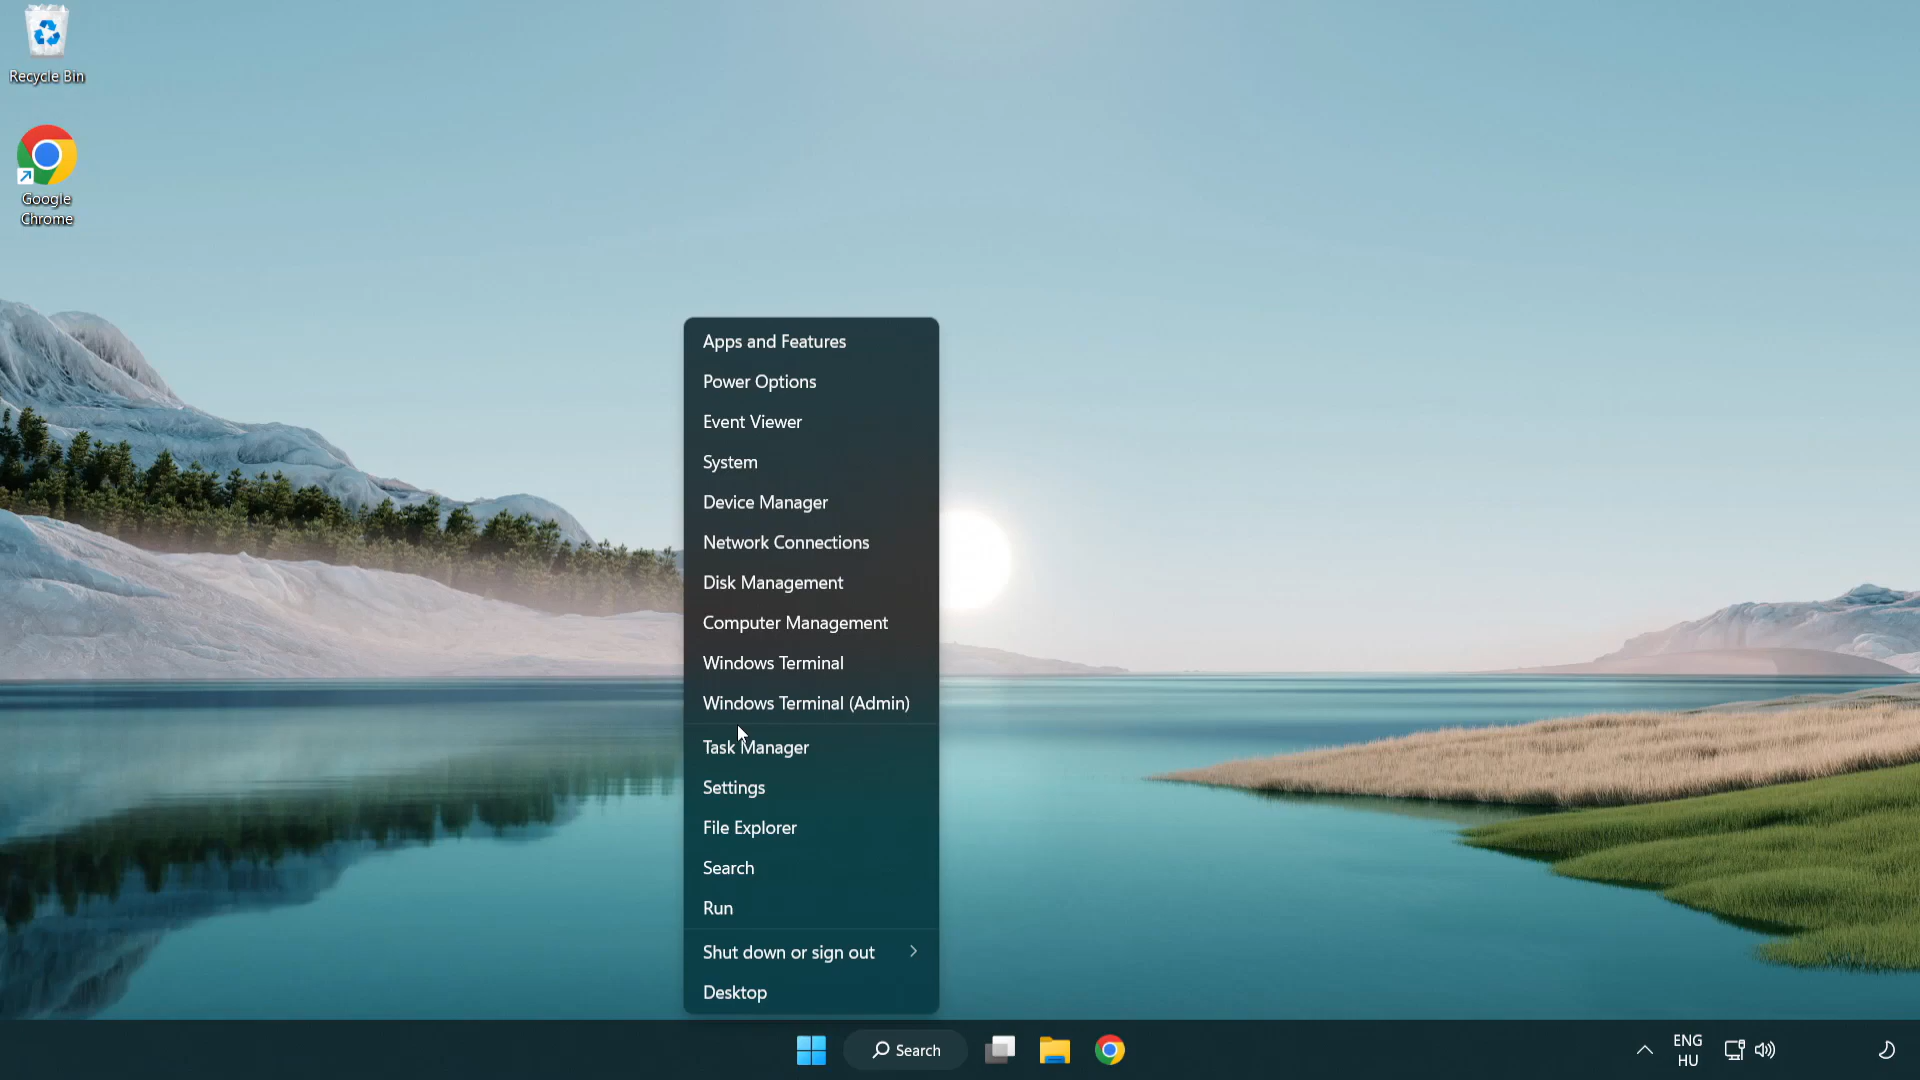 Recycle Bin
Google
Chrome
Apps and Features
Power Options
Event Viewer
System
Device Manager
Network Connections
Disk Management
Computer Management
Windows Terminal
Windows Terminal (Admin)
Task Manager
Settings
File Explorer
Search
Run
Shut down or sign out
Desktop
Search
ENG
HU